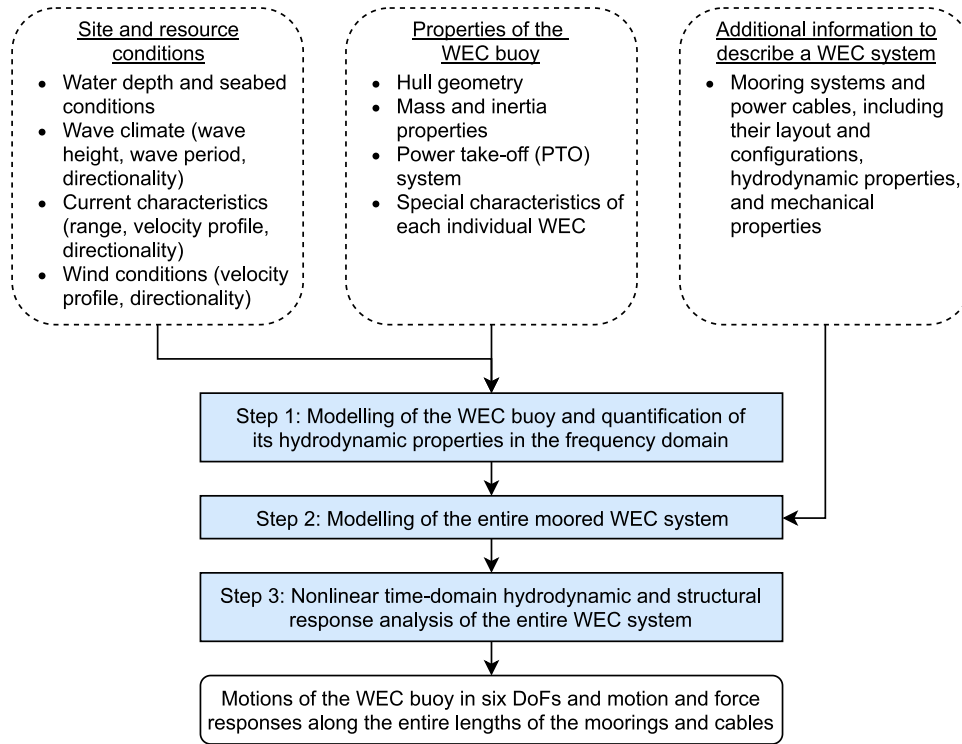 Site and resource
conditions
• Water depth and seabed
conditions
• Wave climate (wave
height, wave period,
directionality)
• Current characteristics
(range, velocity profile,
directionality)
• Wind conditions (velocity
profile, directionality)
Properties of the
WEC buoy
• Hull geometry
• Mass and inertia
properties
• Power take-off (PTO)
system
• Special characteristics of
each individual WEC
Additional information to
describe a WEC system
• Mooring systems and
power cables, including
their layout and
configurations,
hydrodynamic properties,
and mechanical
properties
Step 1: Modelling of the WEC buoy and quantification of
its hydrodynamic properties in the frequency domain
Step 2: Modelling of the entire moored WEC system
Step 3: Nonlinear time-domain hydrodynamic and structural
response analysis of the entire WEC system
Motions of the WEC buoy in six DoFs and motion and force
responses along the entire lengths of the moorings and cables